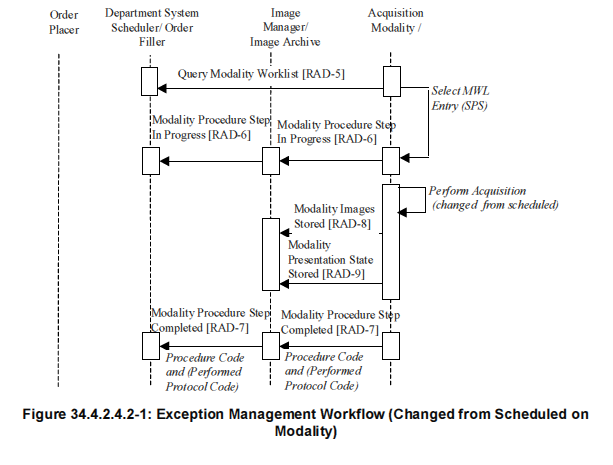 Order
Placer
Department System
Scheduler/ Order
Filler
Image
Manager/
Image Archive
Acquisition
Modality /
Query Modality Worklist [RAD-5]
Select MWL
Entry (SPS)
Modality Procedure Step
In Progress [RAD-6]
Modality Procedure Step
In Progress [RAD-6]
Perform Acquisition
(changed from scheduled)
Modality Images
Stored [RAD-8]
Modality
Presentation State
Stored [RAD-9]
Modality Procedure Step
Completed [RAD-7]
Modality Procedure Step
Completed [RAD-7]
Procedure Code
and (Performed
Protocol Code)
Procedure Code
and (Performed
Protocol Code)
Figure 34.4.2.4.2-1: Exception Management Workflow (Changed from Scheduled on
Modality)